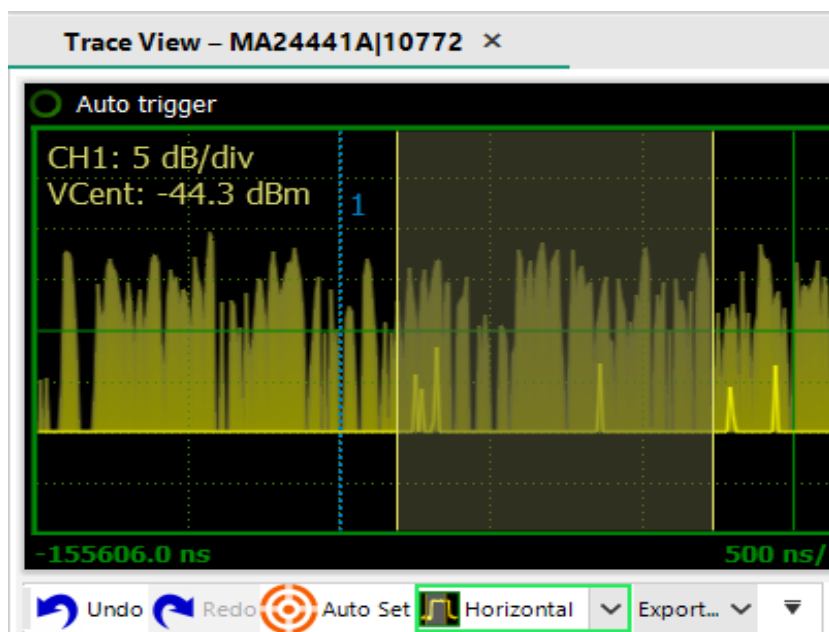 Trace View – MA24441A|10772 ×
Auto trigger
CH1: 5 dB/div
VCent: -44.3 dBm
1
-155606.0 ns 500 ns/
Undo Redo Auto Set Horizontal Export...